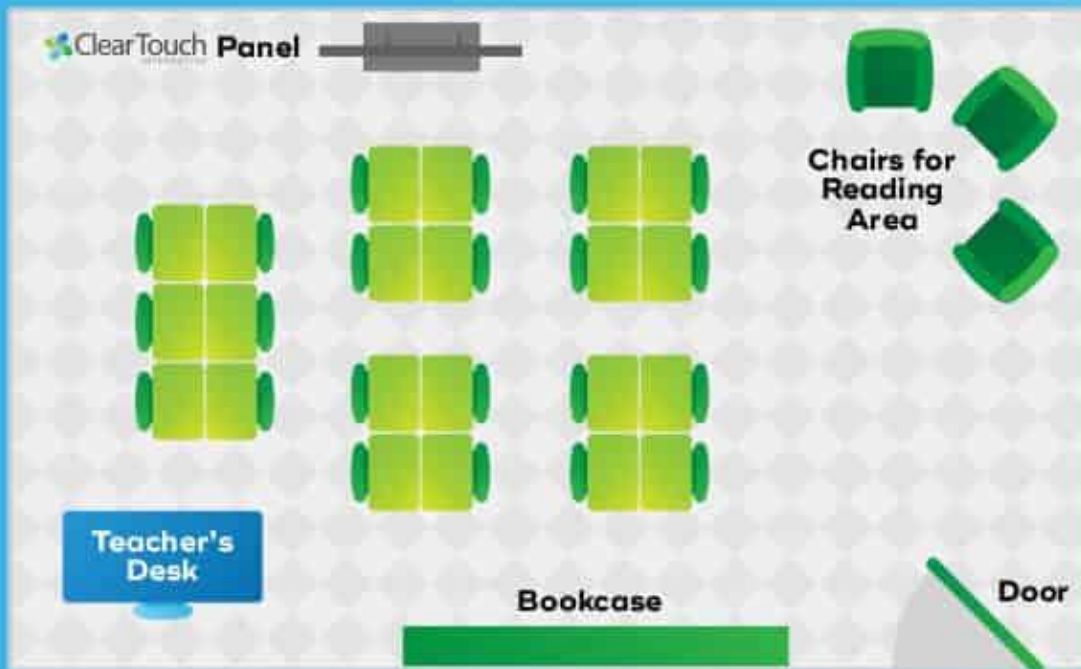 ClearTouch Panel
Chairs for
Reading
Area
Teacher's
Desk
Bookcase
Door